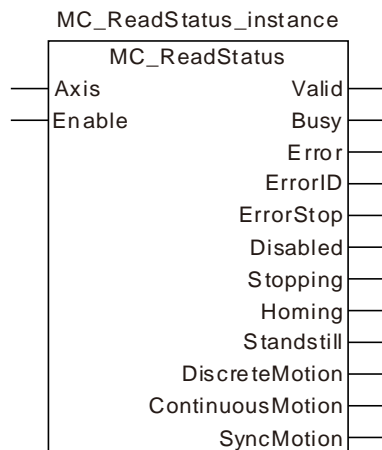 MC_ReadStatus_instance
MC_ReadStatus
Axis Valid
Enable Busy
Error
ErrorID
ErrorStop
Disabled
Stopping
Homing
Standstill
DiscreteMotion
ContinuousMotion
SyncMotion